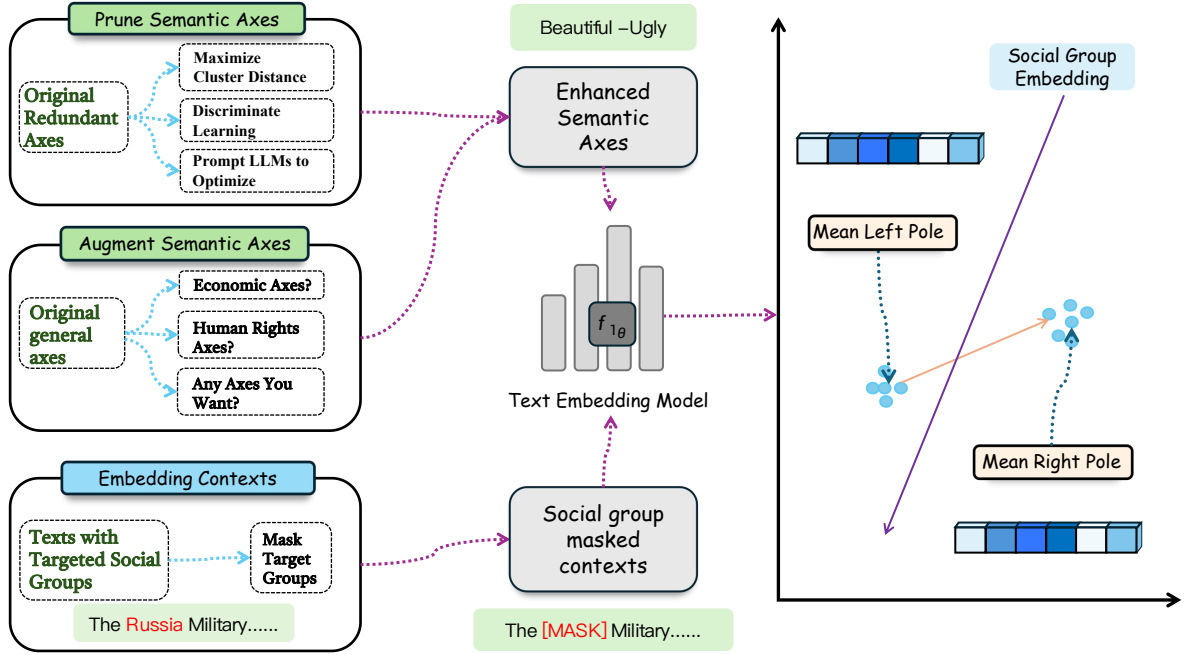 Prune Semantic Axes
Original
Redundant
Axes
Maximize
Cluster Distance
Discriminate
Learning
Prompt LLMs to
Optimize
Augment Semantic Axes
Original
general
axes
Economic Axes?
Human Rights
Axes?
Any Axes You
Want?
Embedding Contexts
Texts with
Targeted Social
Groups
Mask
Target
Groups
The Russia Military......
Beautiful –Ugly
Enhanced
Semantic
Axes
f 1θ
Text Embedding Model
Social group
masked
contexts
The [MASK] Military......
Social Group
Embedding
Mean Left Pole
Mean Right Pole